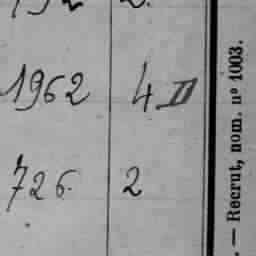 1962 4 II
726. 2
. — Recrut, nom. nº 1003.